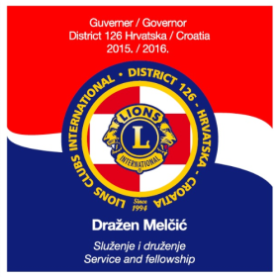 Guverner / Governor
District 126 Hrvatska / Croatia
2015. / 2016.
LIONS CLUBS INTERNATIONAL • DISTRICT 126 - HRVATSKA - CROATIA
LIONS
L
INTERNATIONAL
Since
1994
Dražen Melčić
Služenje i druženje
Service and fellowship